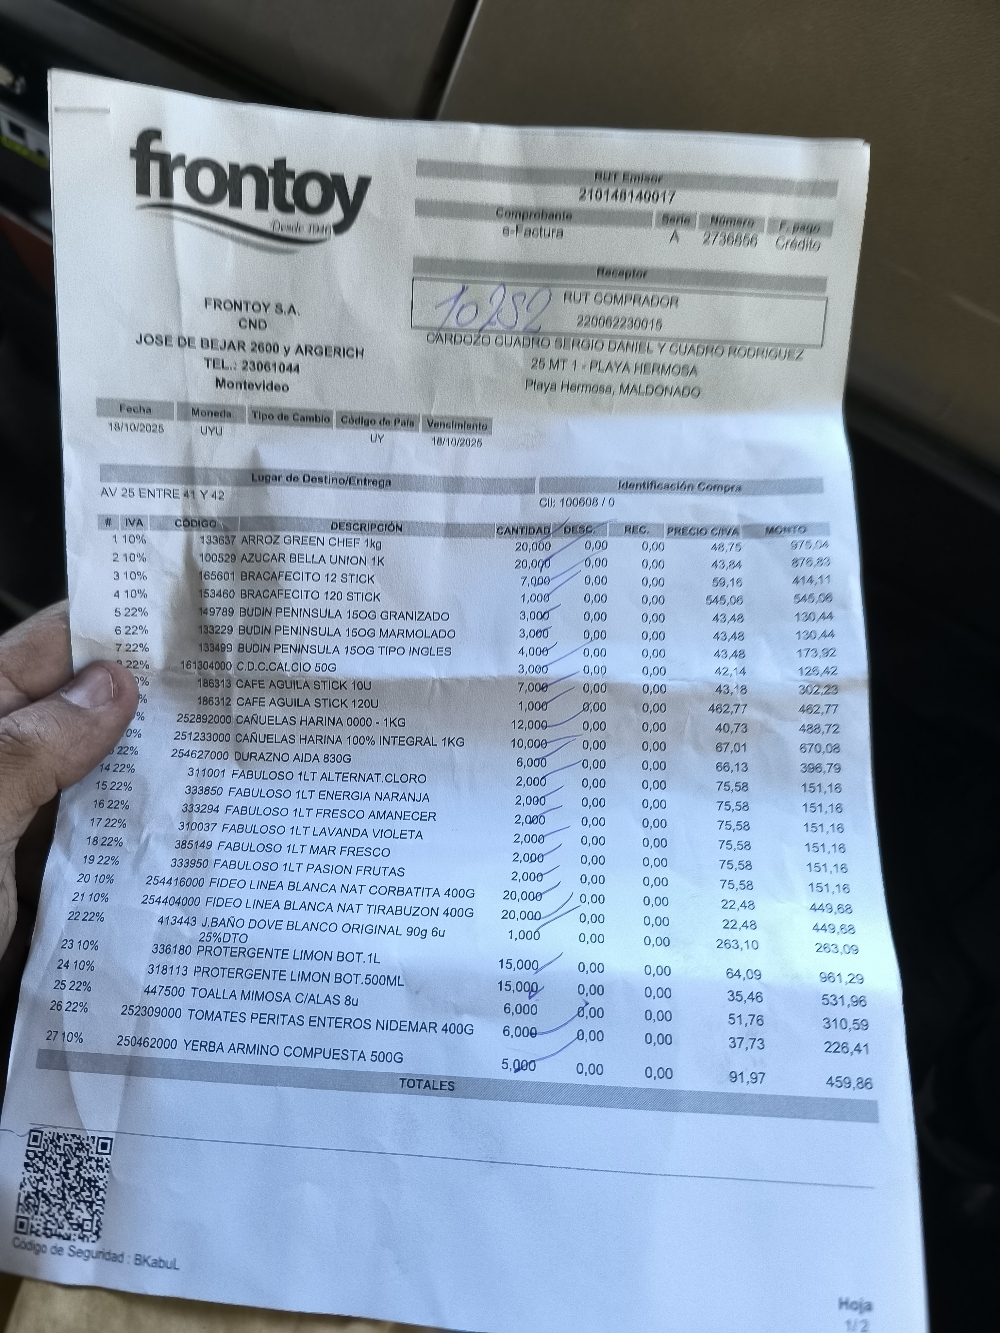 frontoy
Desde 1946
RUT Emisor
210148140017
Comprobante Serie Número F. pago
e-Factura A 2736856 Crédito
Receptor
10252
RUT COMPRADOR
220062230015
CARDOZO CUADRO SERGIO DANIEL Y CUADRO RODRIGUEZ
25 MT 1 - PLAYA HERMOSA
Playa Hermosa, MALDONADO
FRONTOY S.A.
CND
JOSE DE BEJAR 2600 y ARGERICH
TEL.: 23061044
Montevideo
Fecha Moneda Tipo de Cambio Código de País Vencimiento
18/10/2025 UYU UY 18/10/2025
Lugar de Destino/Entrega Identificación Compra
AV 25 ENTRE 41 Y 42 CII: 100608 / 0
# IVA CÓDIGO DESCRIPCIÓN CANTIDAD DESC. REC. PRECIO C/IVA MONTO
1 10% 133637 ARROZ GREEN CHEF 1kg 20,000 0,00 0,00 48,75 975,04
2 10% 100529 AZUCAR BELLA UNION 1K 20,000 0,00 0,00 43,84 876,83
3 10% 165601 BRACAFECITO 12 STICK 7,000 0,00 0,00 59,16 414,11
4 10% 153460 BRACAFECITO 120 STICK 1,000 0,00 0,00 545,06 545,06
5 22% 149789 BUDIN PENINSULA 150G GRANIZADO 3,000 0,00 0,00 43,48 130,44
6 22% 133229 BUDIN PENINSULA 150G MARMOLADO 3,000 0,00 0,00 43,48 130,44
7 22% 133499 BUDIN PENINSULA 150G TIPO INGLES 4,000 0,00 0,00 43,48 173,92
22% 161304000 C.D.C.CALCIO 50G 3,000 0,00 0,00 42,14 126,42
186313 CAFE AGUILA STICK 10U 7,000 0,00 0,00 43,18 302,23
186312 CAFE AGUILA STICK 120U 1,000 0,00 0,00 462,77 462,77
252892000 CAÑUELAS HARINA 0000 - 1KG 12,000 0,00 0,00 40,73 488,72
251233000 CAÑUELAS HARINA 100% INTEGRAL 1KG 10,000 0,00 0,00 67,01 670,08
22% 254627000 DURAZNO AIDA 830G 6,000 0,00 0,00 66,13 396,79
14 22% 311001 FABULOSO 1LT ALTERNAT.CLORO 2,000 0,00 0,00 75,58 151,16
15 22% 333850 FABULOSO 1LT ENERGIA NARANJA 2,000 0,00 0,00 75,58 151,16
16 22% 333294 FABULOSO 1LT FRESCO AMANECER 2,000 0,00 0,00 75,58 151,16
17 22% 310037 FABULOSO 1LT LAVANDA VIOLETA 2,000 0,00 0,00 75,58 151,16
18 22% 385149 FABULOSO 1LT MAR FRESCO 2,000 0,00 0,00 75,58 151,16
19 22% 333950 FABULOSO 1LT PASION FRUTAS 2,000 0,00 0,00 75,58 151,16
20 10% 254416000 FIDEO LINEA BLANCA NAT CORBATITA 400G 20,000 0,00 0,00 22,48 449,68
21 10% 254404000 FIDEO LINEA BLANCA NAT TIRABUZON 400G 20,000 0,00 0,00 22,48 449,68
22 22% 413443 J.BAÑO DOVE BLANCO ORIGINAL 90g 6u 1,000 0,00 0,00 263,10 263,09
25%DTO
23 10% 336180 PROTERGENTE LIMON BOT.1L 15,000 0,00 0,00 64,09 961,29
24 10% 318113 PROTERGENTE LIMON BOT.500ML 15,000 0,00 0,00 35,46 531,96
25 22% 447500 TOALLA MIMOSA C/ALAS 8u 6,000 0,00 0,00 51,76 310,59
26 22% 252309000 TOMATES PERITAS ENTEROS NIDEMAR 400G 6,000 0,00 0,00 37,73 226,41
27 10% 250462000 YERBA ARMINO COMPUESTA 500G 5,000 0,00 0,00 91,97 459,86
TOTALES
Código de Seguridad : BKabuL
Hoja
1/2